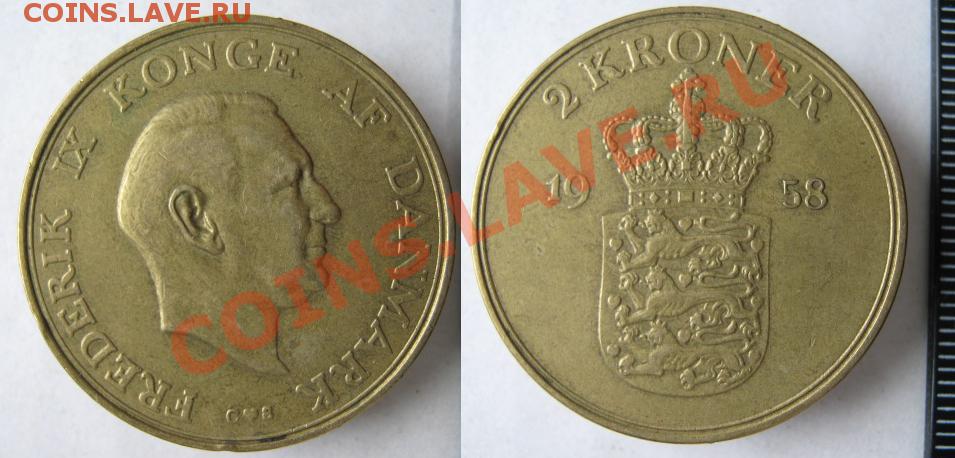 COINS.LAVE.RU
FREDERIK IX KONGE AF DANMARK
C♥S
2 KRONER
19 58
COINS.LAVE.RU